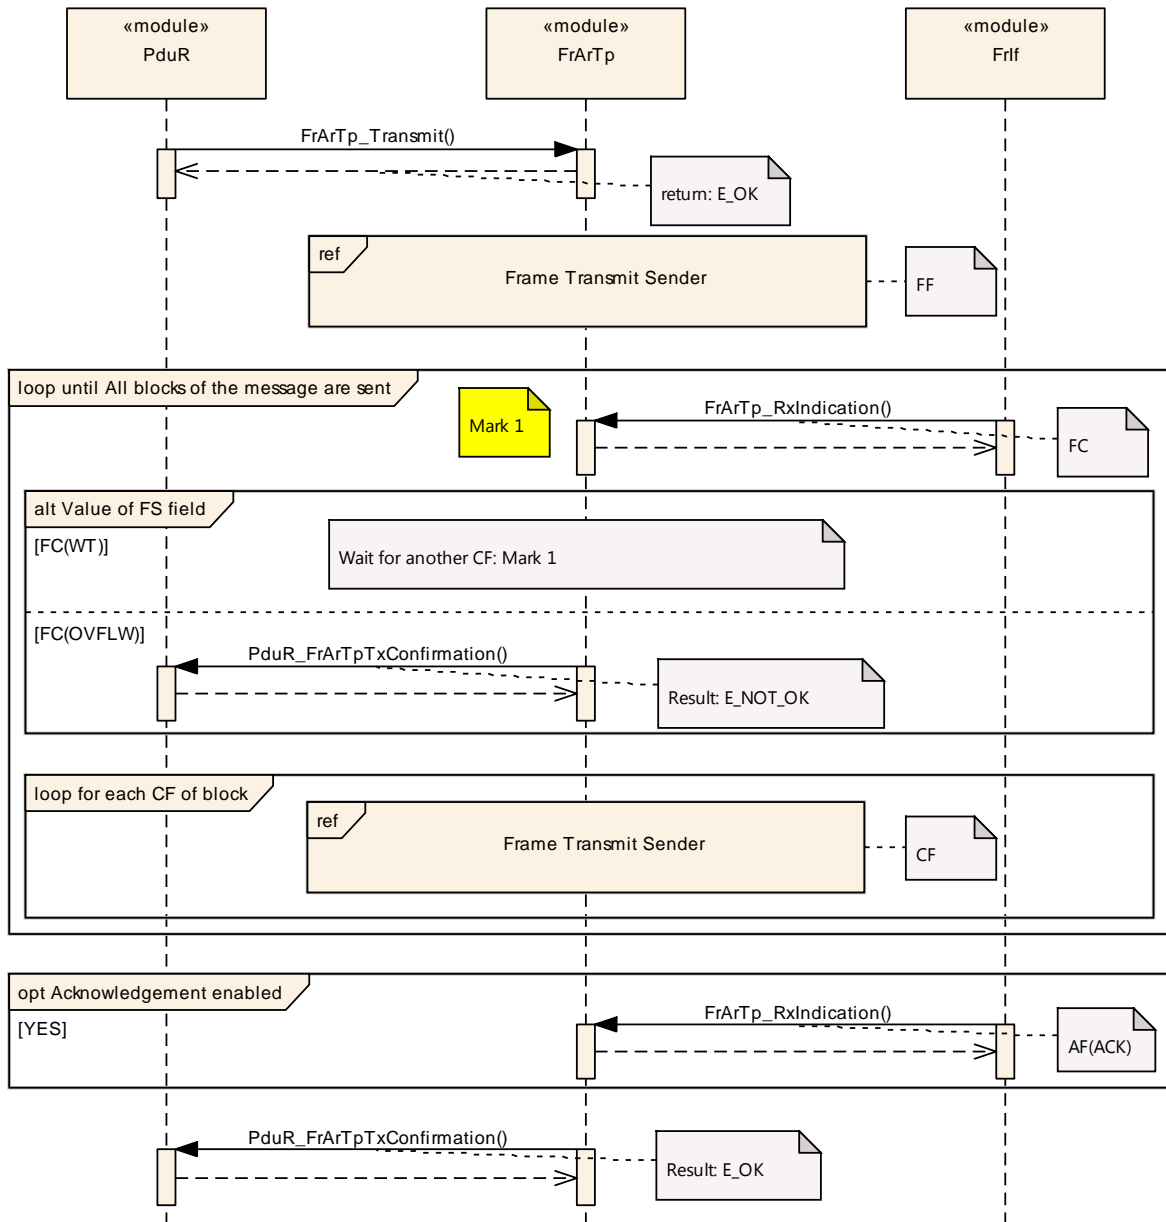 «module»
PduR
«module»
FrArTp
«module»
FrIf
FrArTp_Transmit()
return: E_OK
ref
Frame Transmit Sender
FF
loop until All blocks of the message are sent
Mark 1
FrArTp_RxIndication()
FC
alt Value of FS field
[FC(WT)]
Wait for another CF: Mark 1
[FC(OVFLW)]
PduR_FrArTpTxConfirmation()
Result: E_NOT_OK
loop for each CF of block
ref
Frame Transmit Sender
CF
opt Acknowledgement enabled
[YES]
FrArTp_RxIndication()
AF(ACK)
PduR_FrArTpTxConfirmation()
Result: E_OK